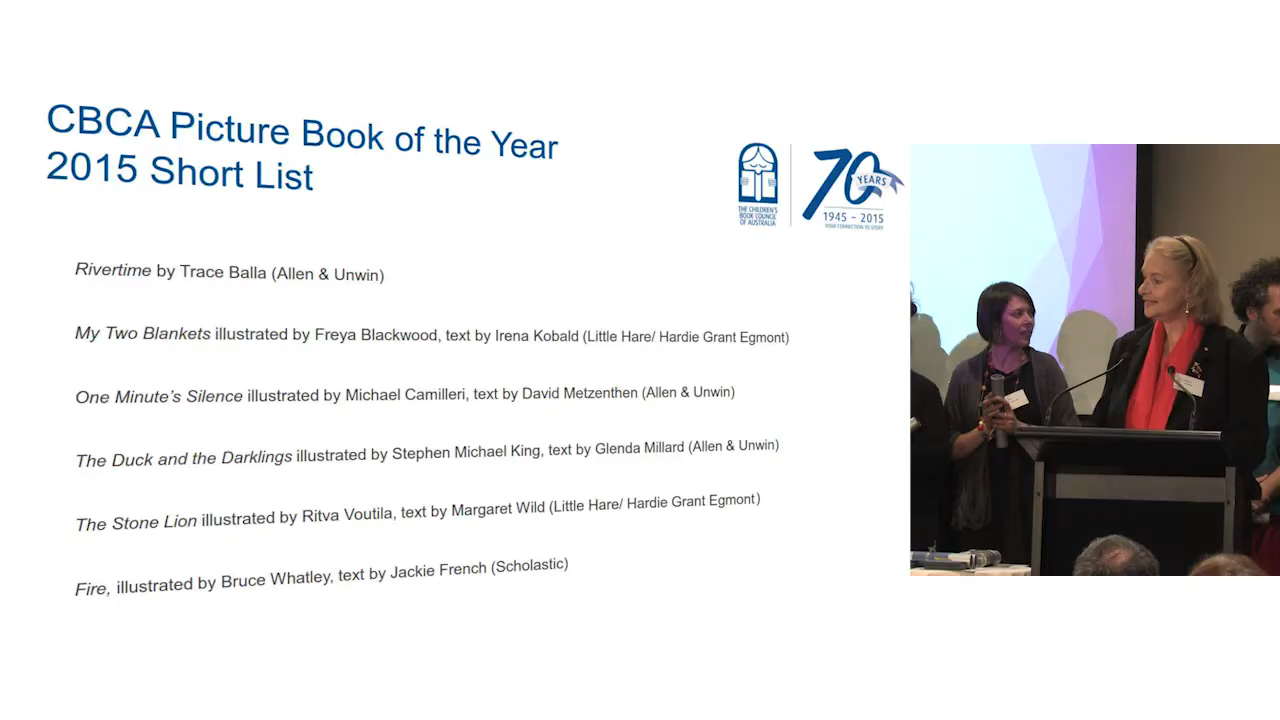 CBCA Picture Book of the Year
2015 Short List
THE CHILDREN'S
BOOK COUNCIL
OF AUSTRALIA
70
YEARS
1945 – 2015
YOUR CONNECTION TO STORY
Rivertime by Trace Balla (Allen & Unwin)
My Two Blankets illustrated by Freya Blackwood, text by Irena Kobald (Little Hare/ Hardie Grant Egmont)
One Minute's Silence illustrated by Michael Camilleri, text by David Metzenthen (Allen & Unwin)
The Duck and the Darklings illustrated by Stephen Michael King, text by Glenda Millard (Allen & Unwin)
The Stone Lion illustrated by Ritva Voutila, text by Margaret Wild (Little Hare/ Hardie Grant Egmont)
Fire, illustrated by Bruce Whatley, text by Jackie French (Scholastic)